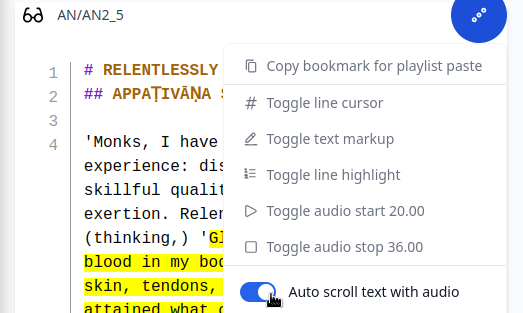 AN/AN2_5
1 # RELENTLESSLY
2 ## APPAṬIVĀṆA S
3
4 'Monks, I have
experience: dis
skillful qualit
exertion. Relen
(thinking,) 'Gl
blood in my bod
skin, tendons,
attained what c
Copy bookmark for playlist paste
# Toggle line cursor
Toggle text markup
Toggle line highlight
Toggle audio start 20.00
Toggle audio stop 36.00
Auto scroll text with audio